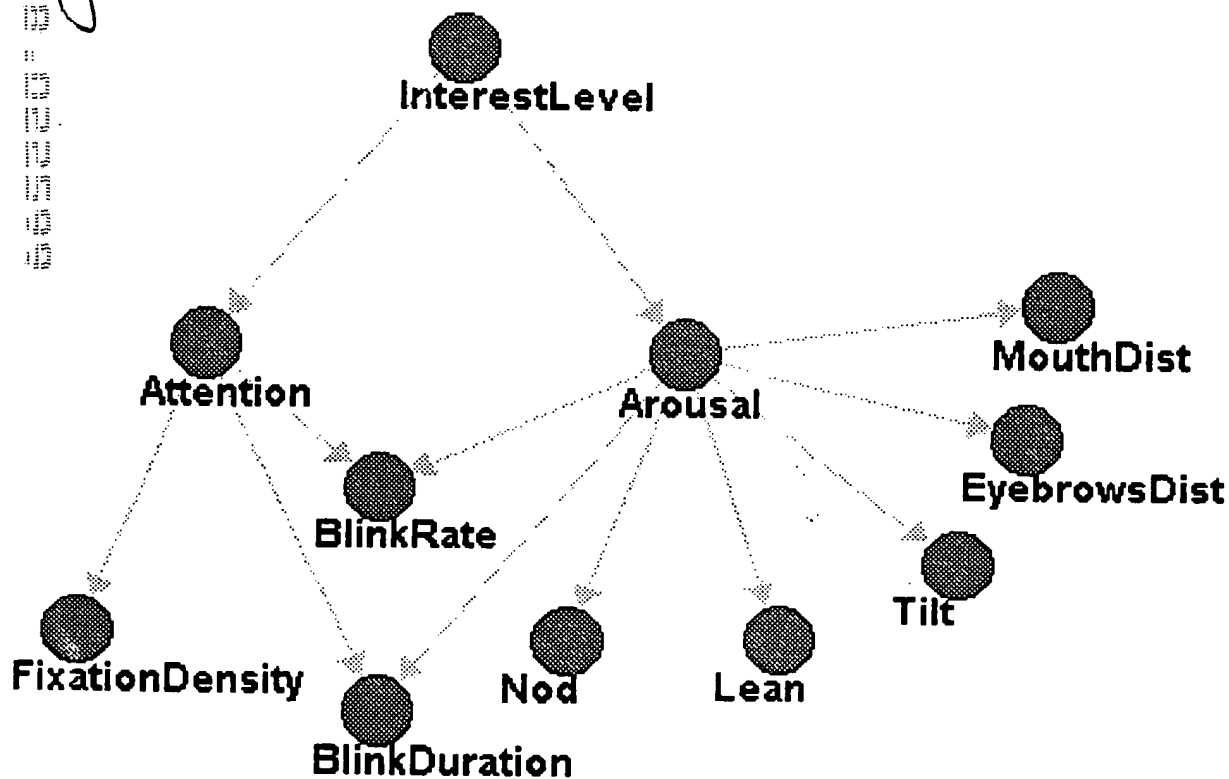 InterestLevel
MouthDist
Attention
Arousal
EyebrowsDist
BlinkRate
Tilt
FixationDensity
Nod
Lean
BlinkDuration